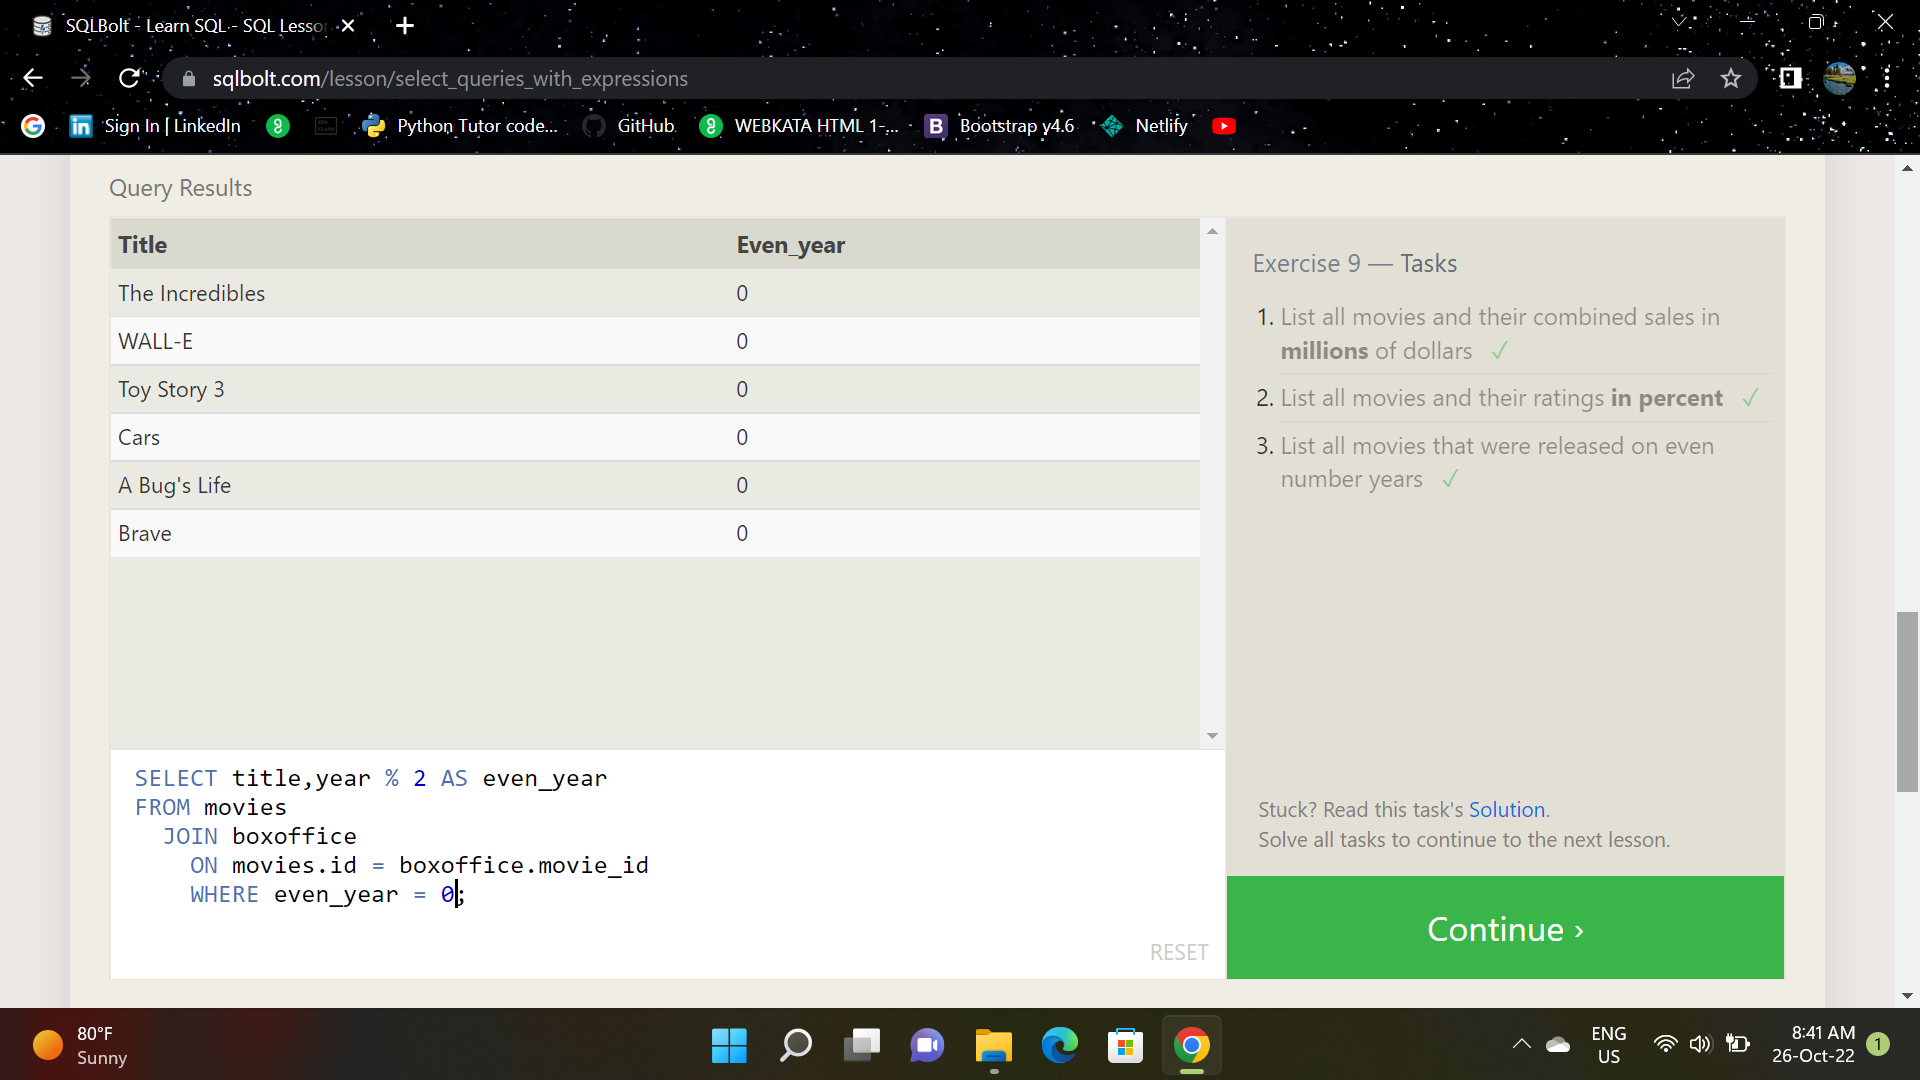 SQLBolt - Learn SQL - SQL Lesso
sqlbolt.com/lesson/select_queries_with_expressions
Sign In | LinkedIn
Python Tutor code...
GitHub
WEBKATA HTML 1-...
Bootstrap v4.6
Netlify
Query Results
Title Even_year
The Incredibles 0
WALL-E 0
Toy Story 3 0
Cars 0
A Bug's Life 0
Brave 0
Exercise 9 — Tasks
1. List all movies and their combined sales in
millions of dollars ✓
2. List all movies and their ratings in percent ✓
3. List all movies that were released on even
number years ✓
SELECT title,year % 2 AS even_year
FROM movies
JOIN boxoffice
ON movies.id = boxoffice.movie_id
WHERE even_year = 0;
RESET
Stuck? Read this task's Solution.
Solve all tasks to continue to the next lesson.
Continue ›
80°F
Sunny
ENG
US
8:41 AM
26-Oct-22
1